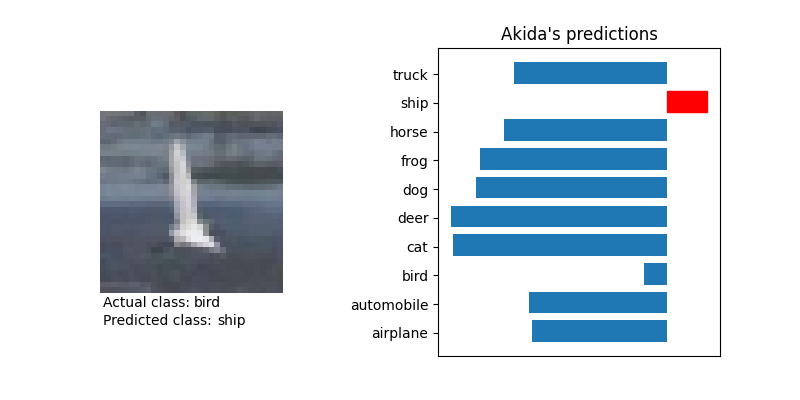 Akida's predictions
truck
ship
horse
frog
dog
deer
cat
bird
automobile
airplane
Actual class: bird
Predicted class: ship